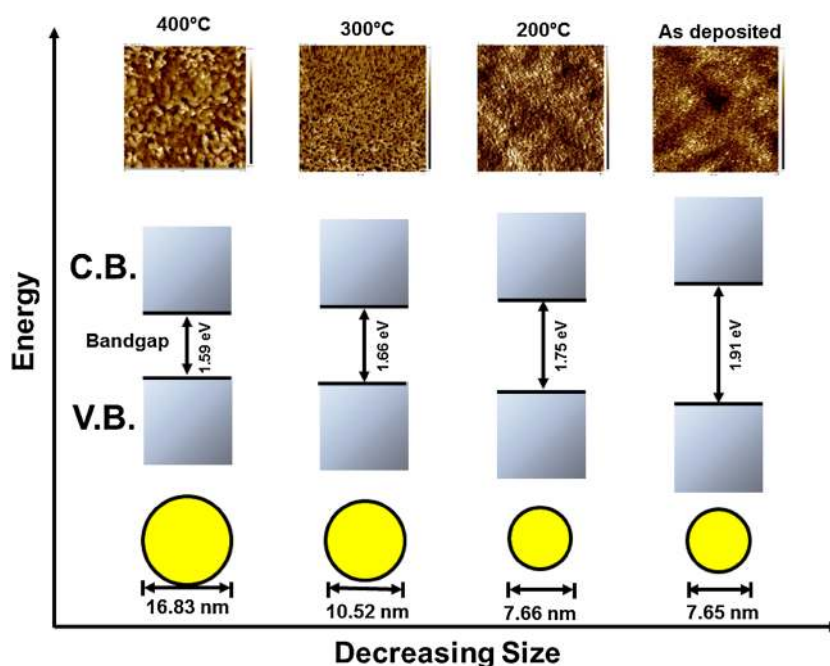 400°C
300°C
200°C
As deposited
Energy
C.B.
Bandgap
V.B.
1.59 eV
1.66 eV
1.75 eV
1.91 eV
16.83 nm
10.52 nm
7.66 nm
7.65 nm
Decreasing Size